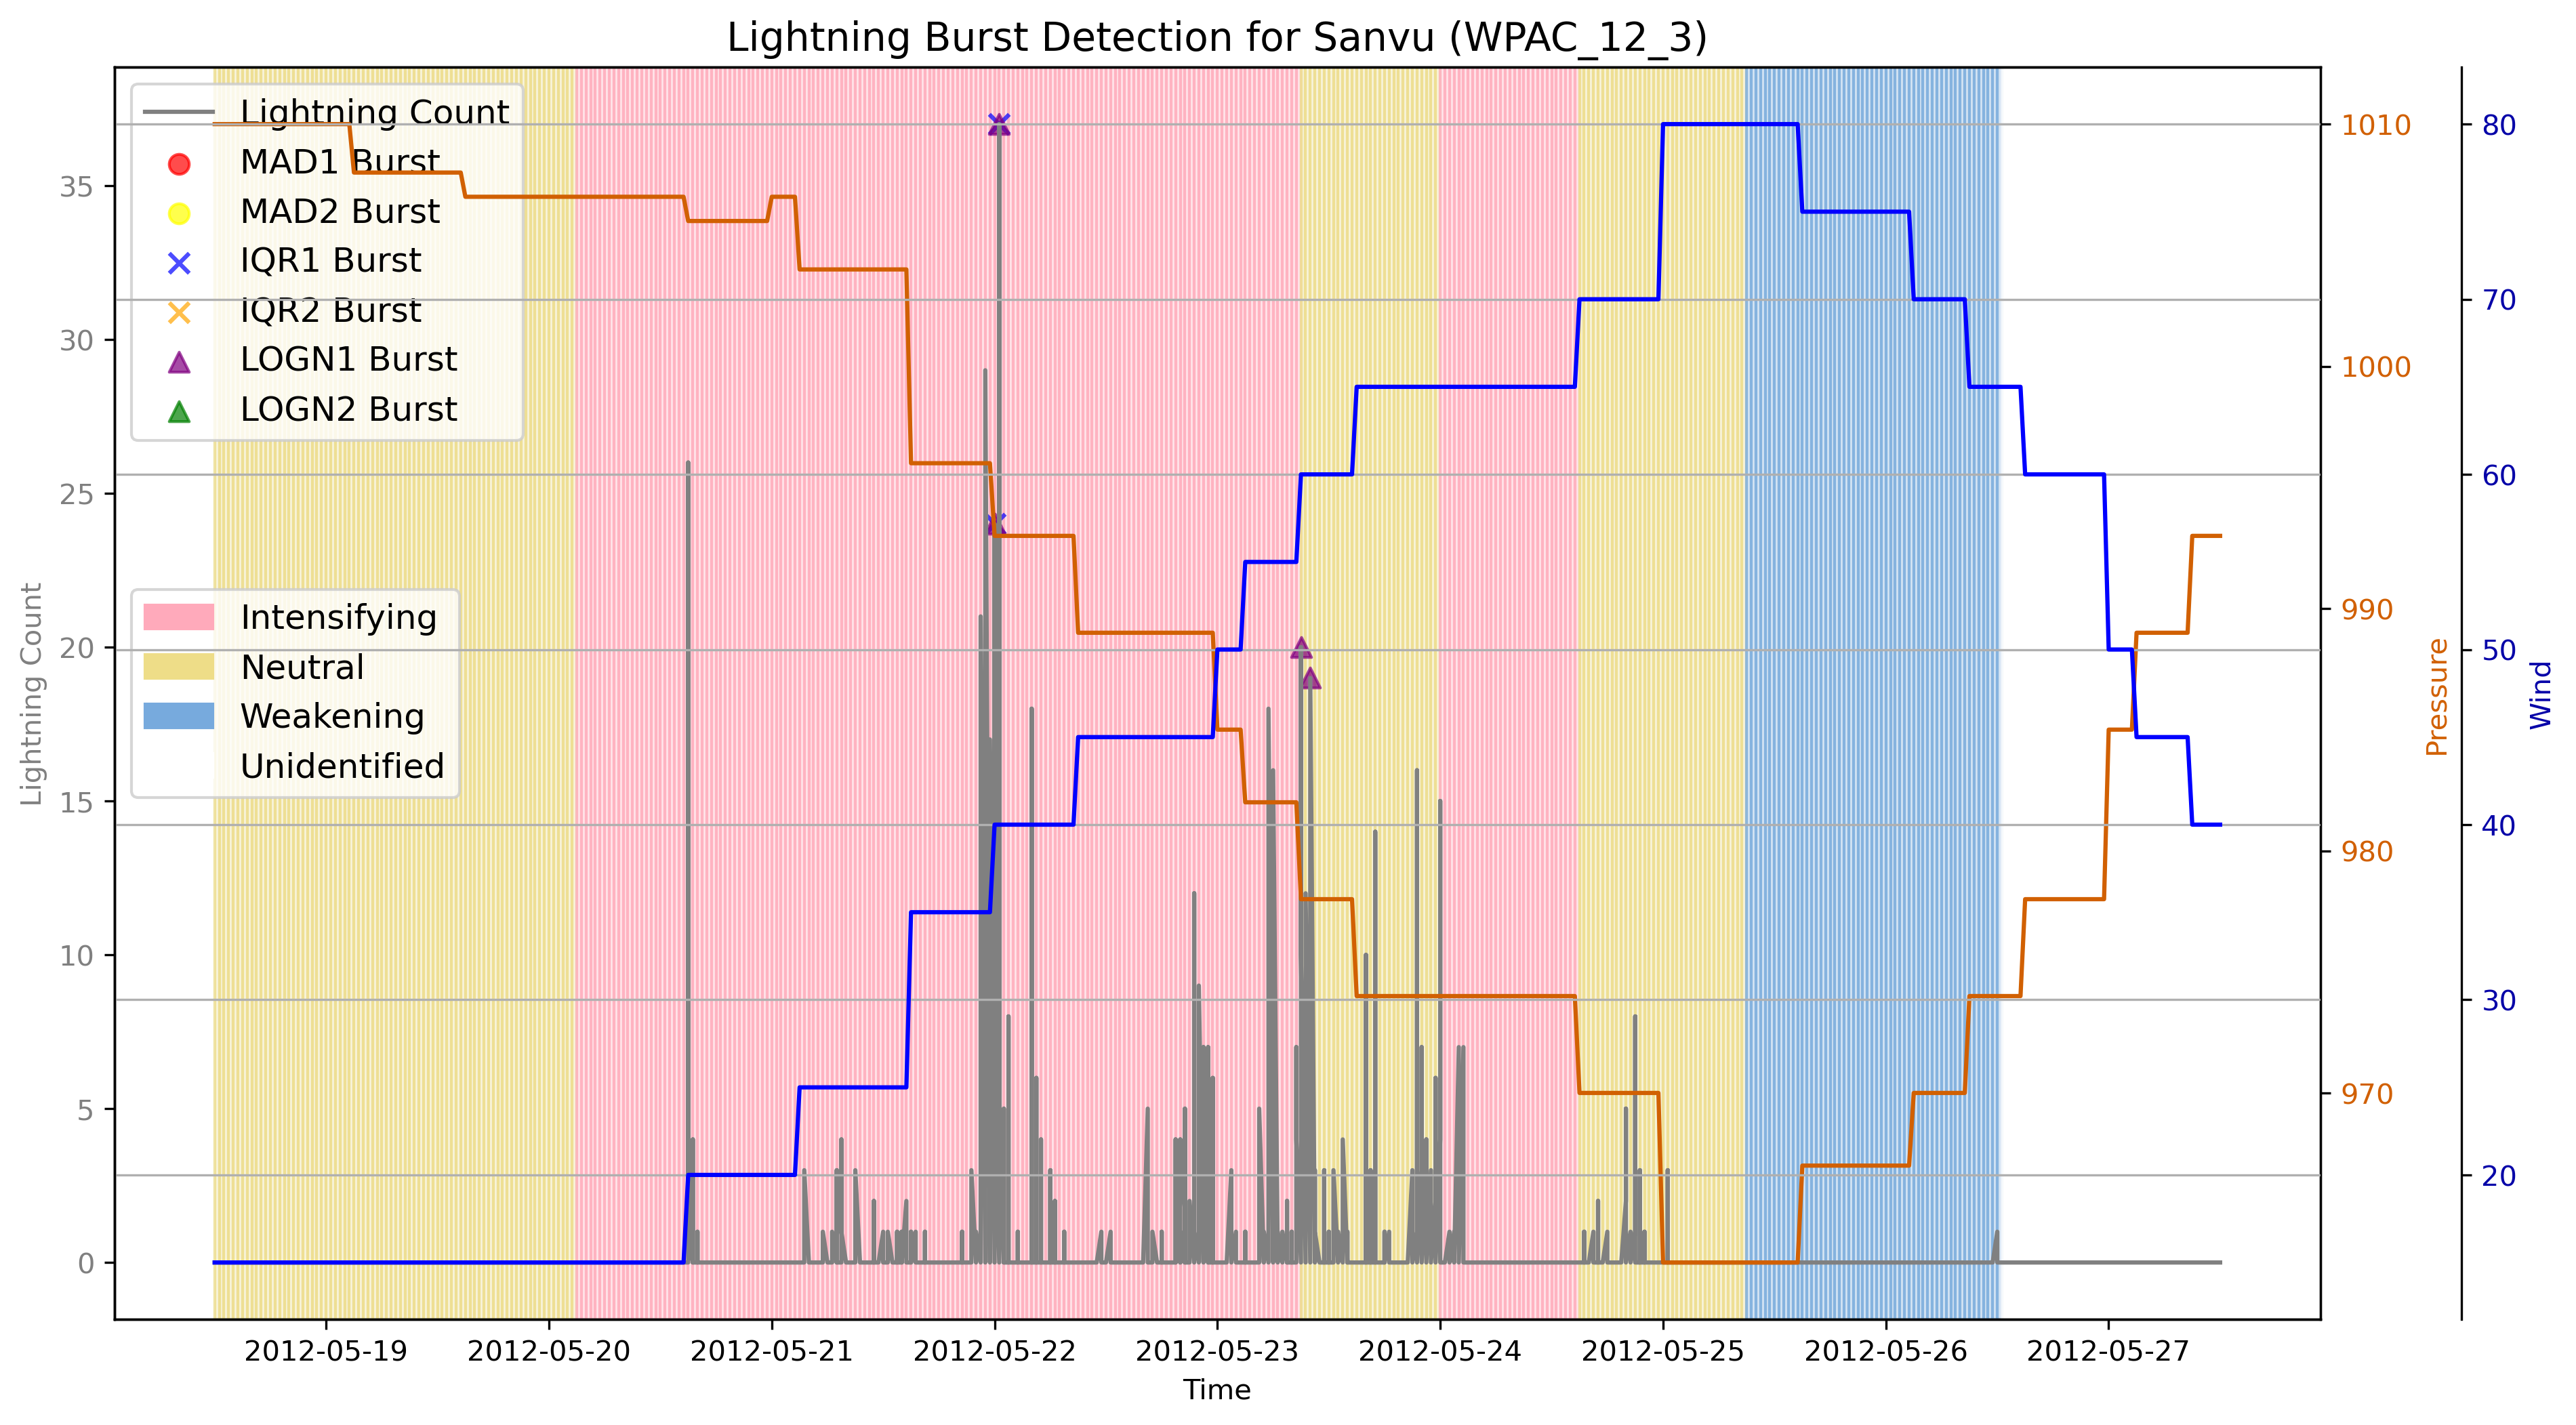 Lightning Burst Detection for Sanvu (WPAC_12_3)
Lightning Count
MAD1 Burst
MAD2 Burst
IQR1 Burst
IQR2 Burst
LOGN1 Burst
LOGN2 Burst
Intensifying
Neutral
Weakening
Unidentified
Lightning Count
35
30
25
20
15
10
5
0
1010
1000
990
980
970
Pressure
80
70
60
50
40
30
20
Wind
2012-05-19
2012-05-20
2012-05-21
2012-05-22
2012-05-23
2012-05-24
2012-05-25
2012-05-26
2012-05-27
Time